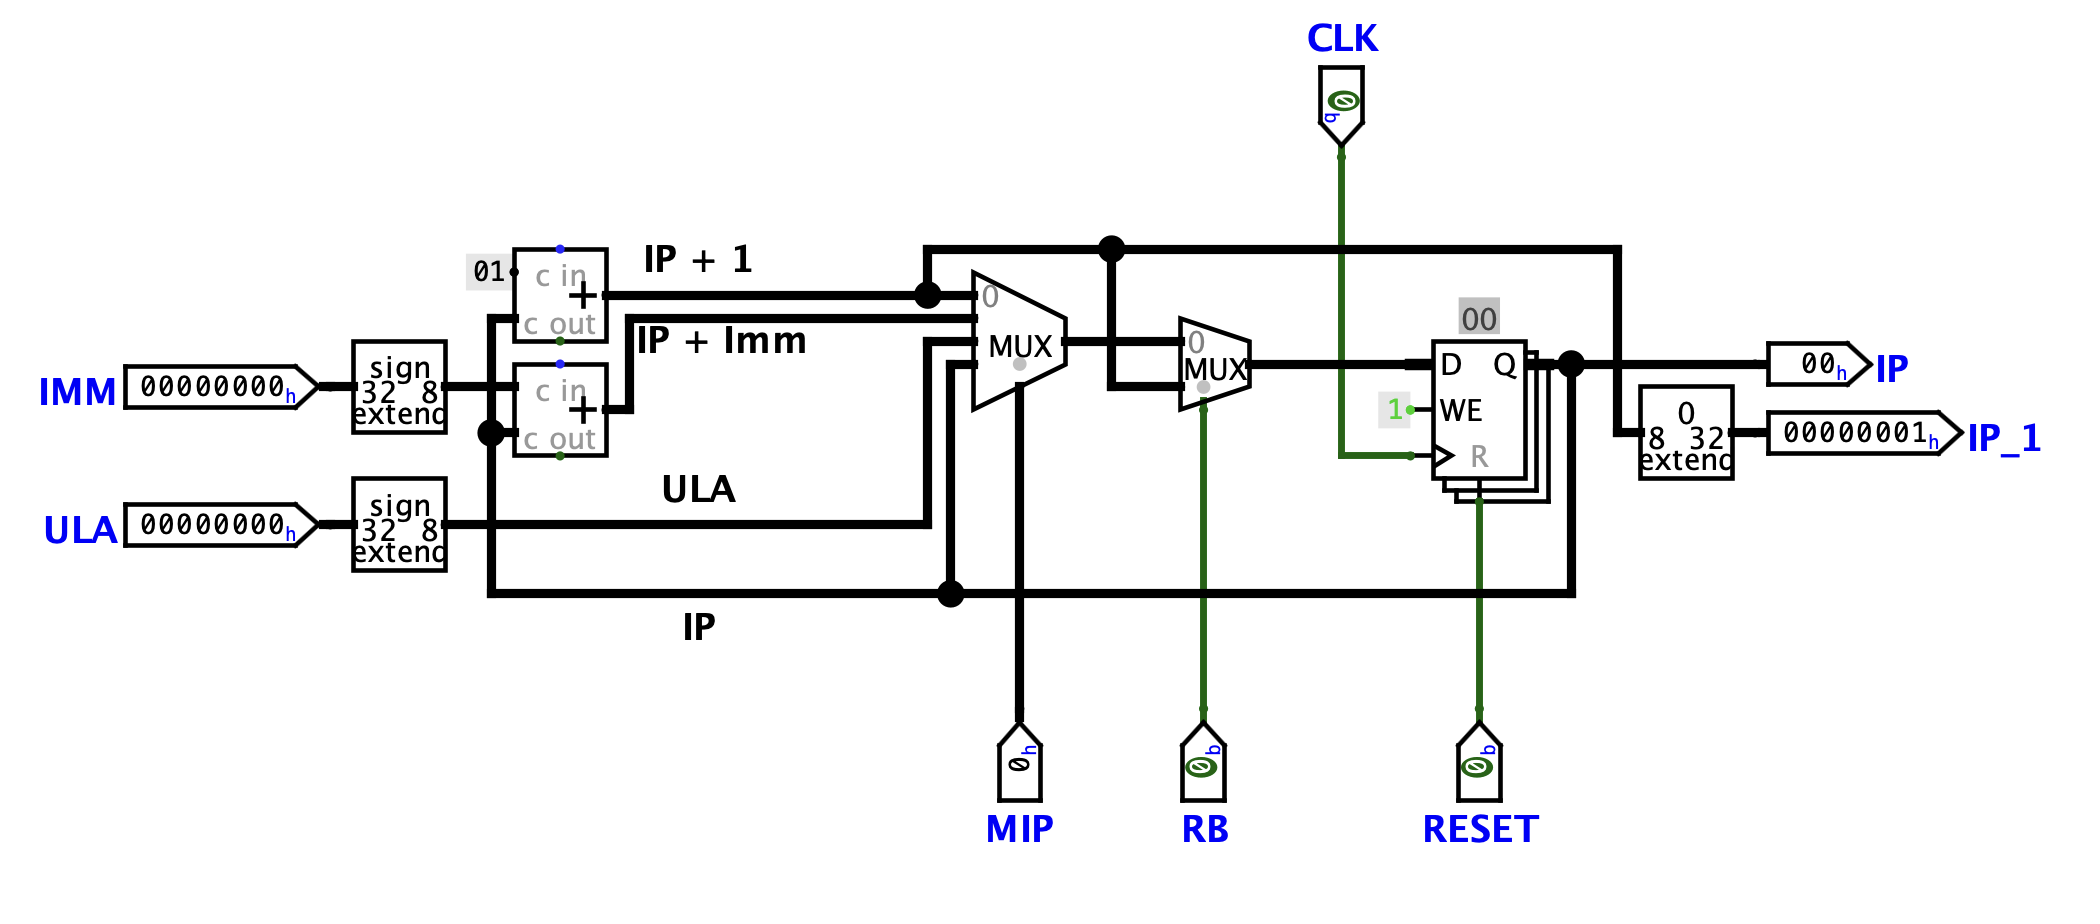 CLK
0b
IP + 1
01
c in
+
c out
0
IP + Imm
MUX
0
MUX
00
D Q
1
WE
R
00h
IP
0
8 32
extend
00000001h
IP_1
IMM
00000000h
sign
32 8
extend
c in
+
c out
ULA
00000000h
sign
32 8
extend
ULA
IP
0h
MIP
0b
RB
0b
RESET